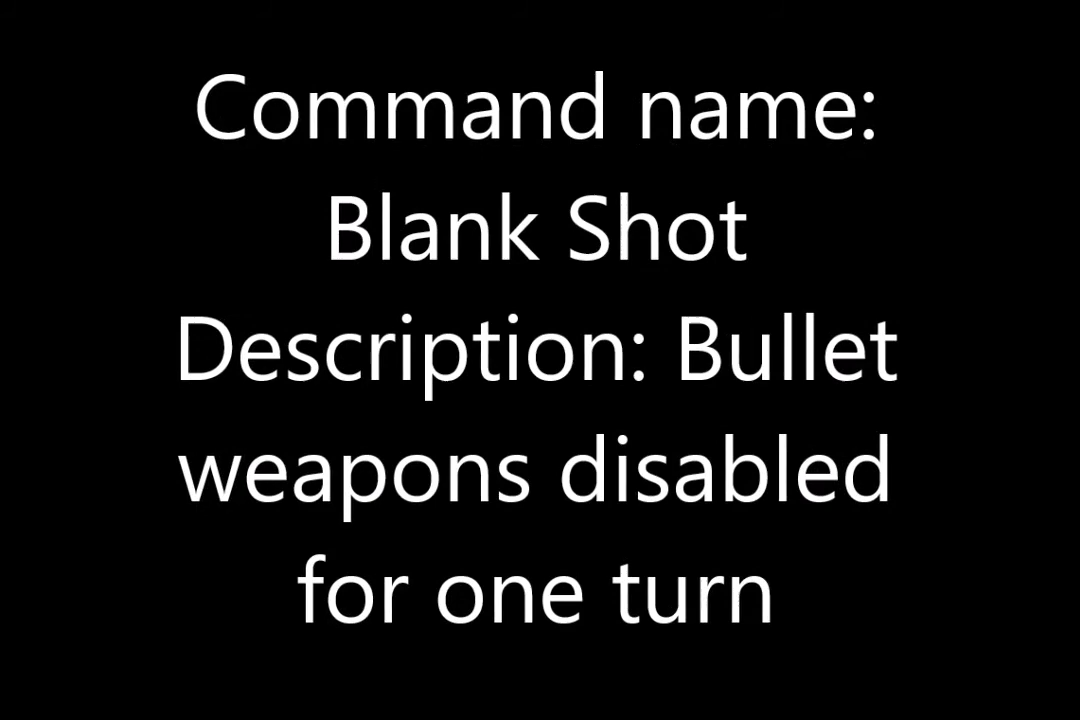 Command name:
Blank Shot
Description: Bullet
weapons disabled
for one turn